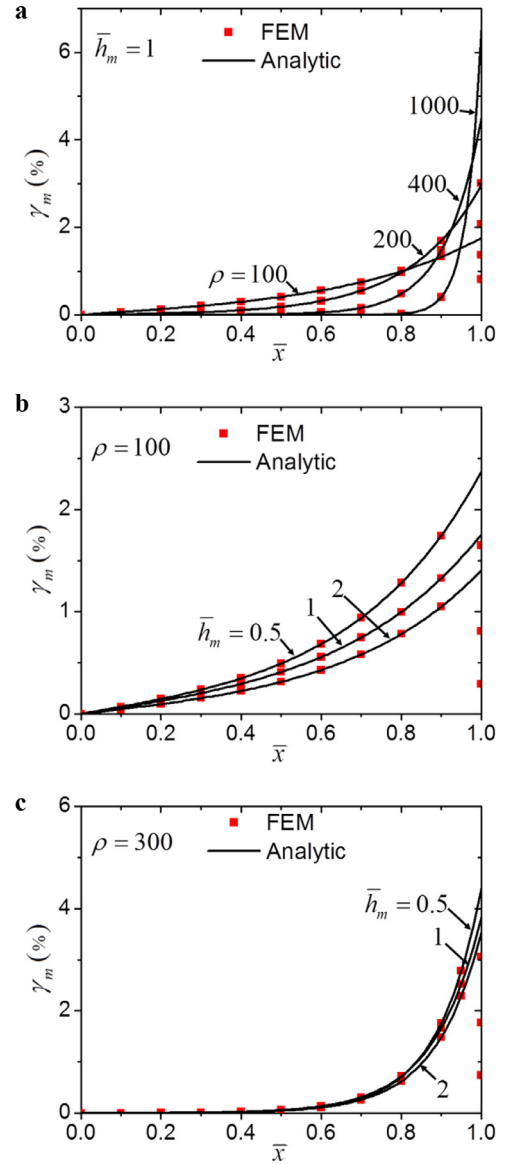 a
h̄ₘ = 1
FEM
Analytic
1000
400
200
ρ = 100
γₘ (%)
6
4
2
0
0.0 0.2 0.4 0.6 0.8 1.0
x̄
b
3
FEM
ρ = 100
Analytic
2
γₘ (%)
2
1
1
h̄ₘ = 0.5
0
0.0 0.2 0.4 0.6 0.8 1.0
x̄
c
6
FEM
ρ = 300
Analytic
h̄ₘ = 0.5
4
1
γₘ (%)
2
2
0
0.0 0.2 0.4 0.6 0.8 1.0
x̄